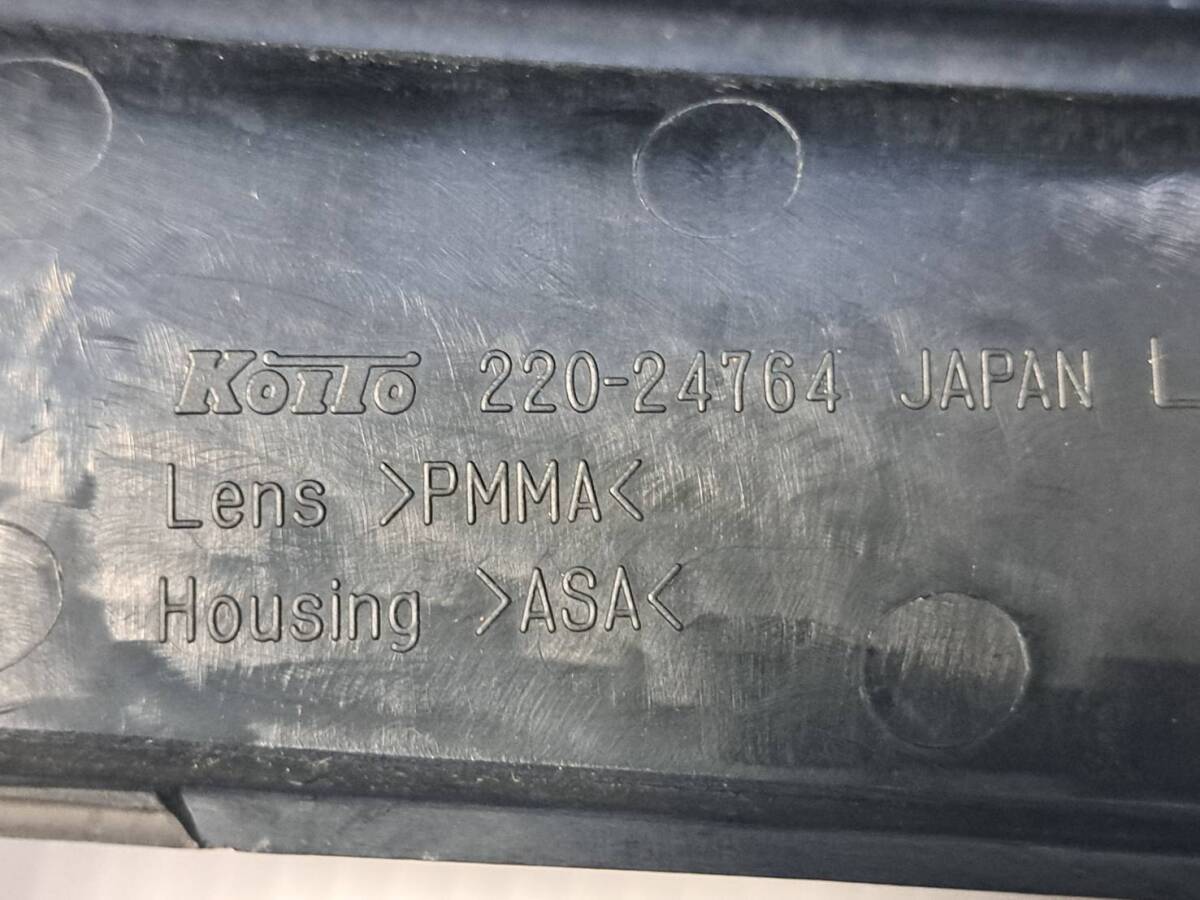 KOITO 220-24764 JAPAN L
Lens >PMMA<
Housing >ASA<